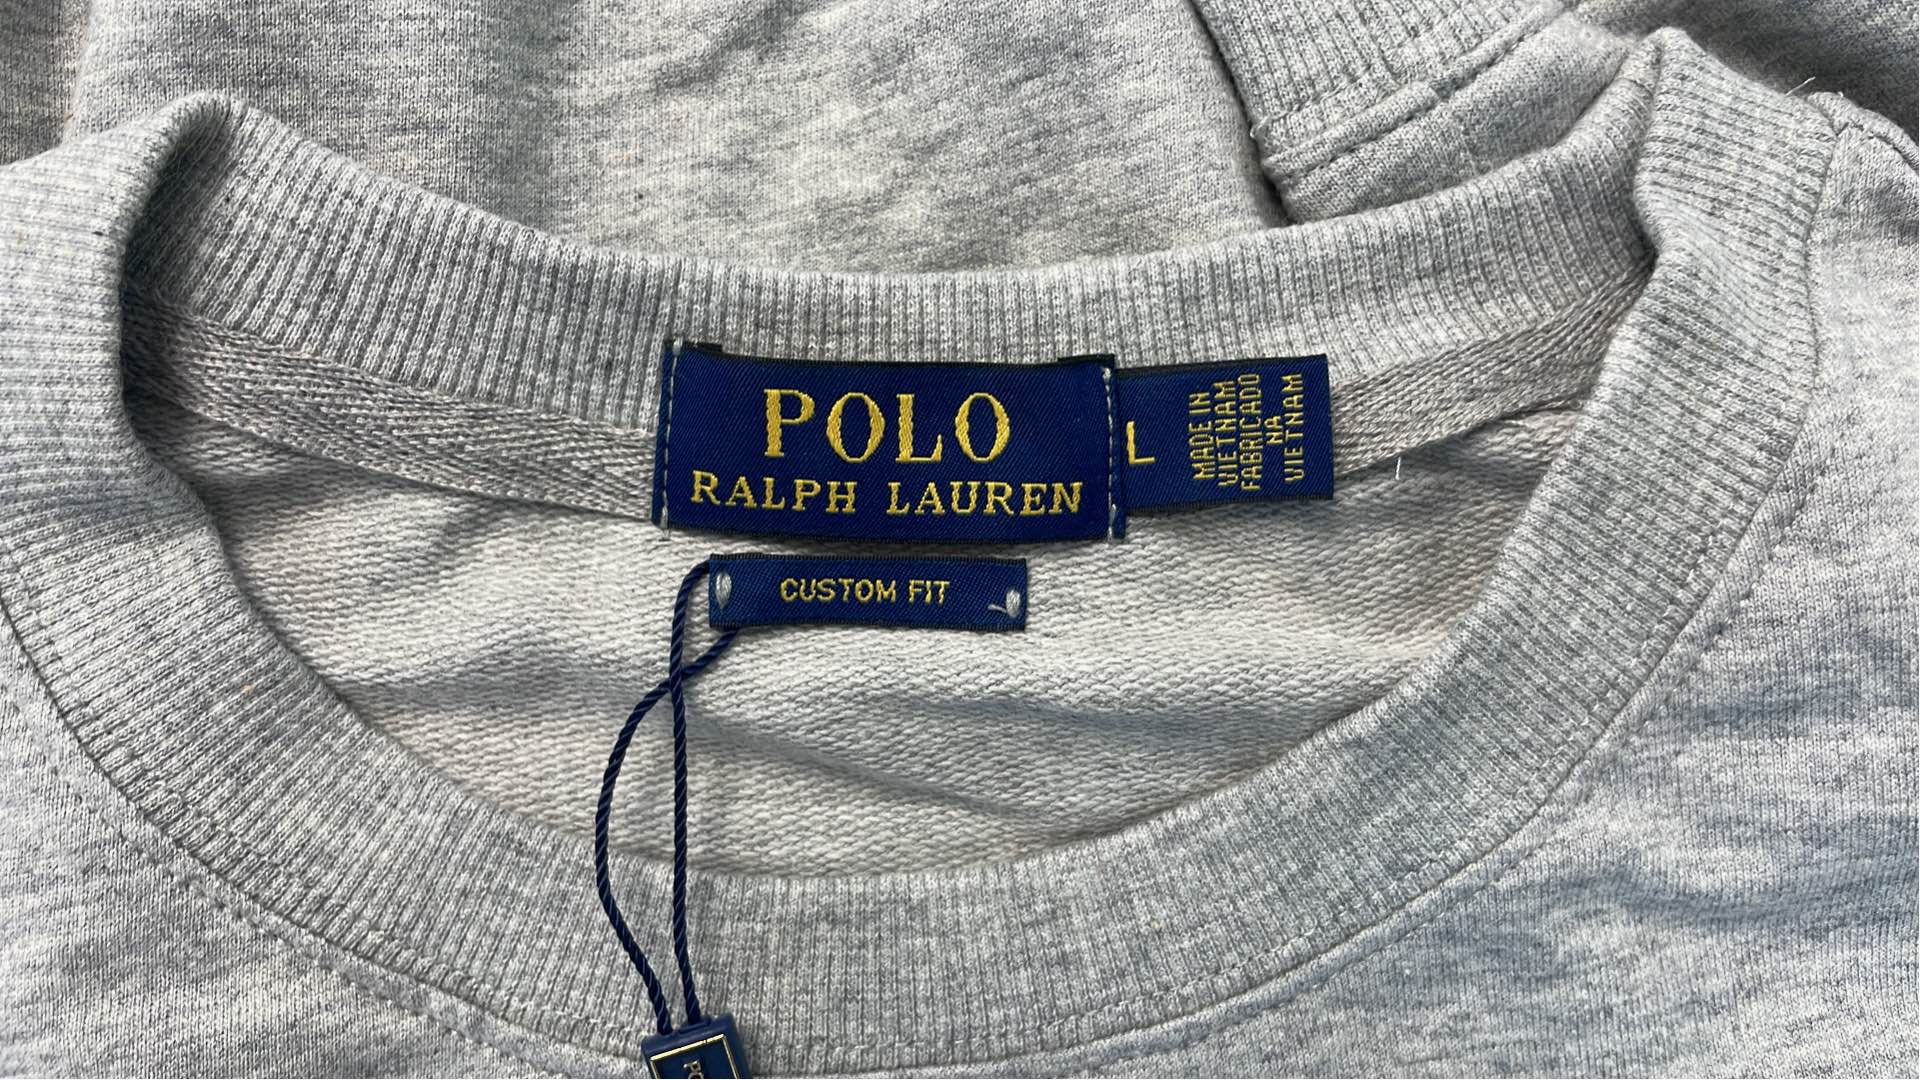 POLO
RALPH LAUREN
L
MADE IN
VIETNAM
FABRICADO
NA
VIETNAM
CUSTOM FIT